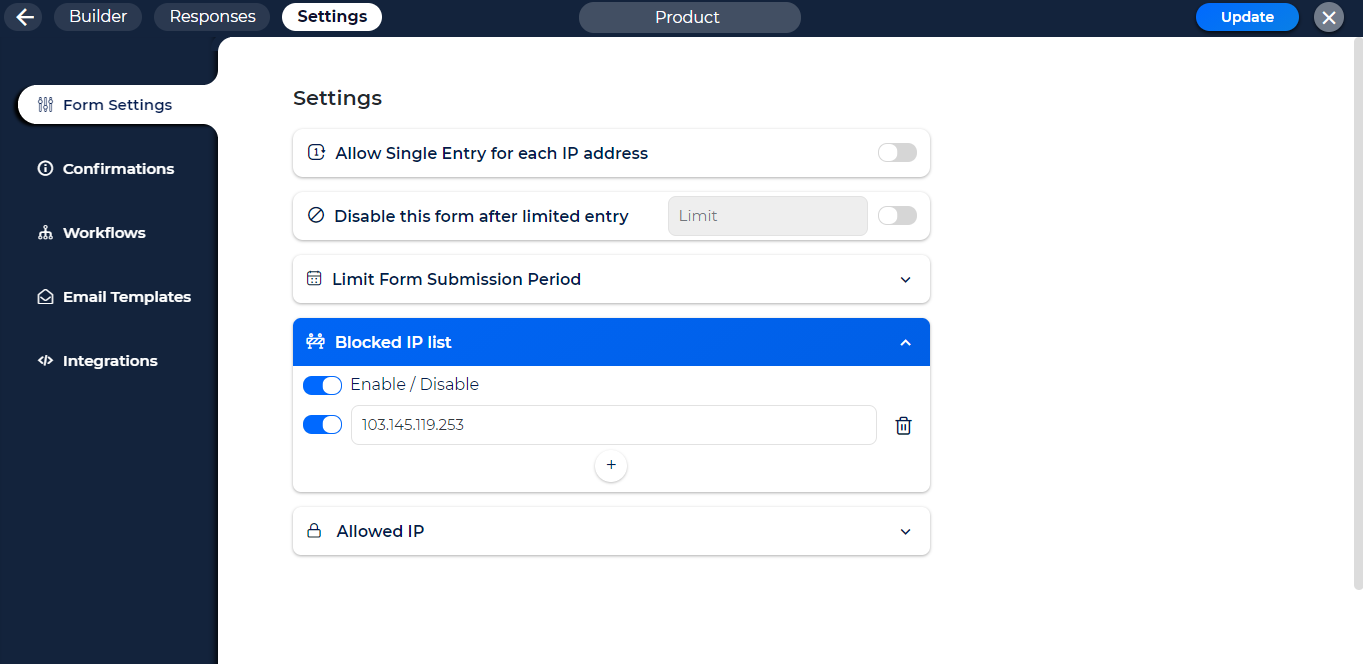 Builder
Responses
Settings
Product
Update
Form Settings
Confirmations
Workflows
Email Templates
Integrations
Settings
1 Allow Single Entry for each IP address
Disable this form after limited entry
Limit
Limit Form Submission Period
Blocked IP list
Enable / Disable
103.145.119.253
+
Allowed IP